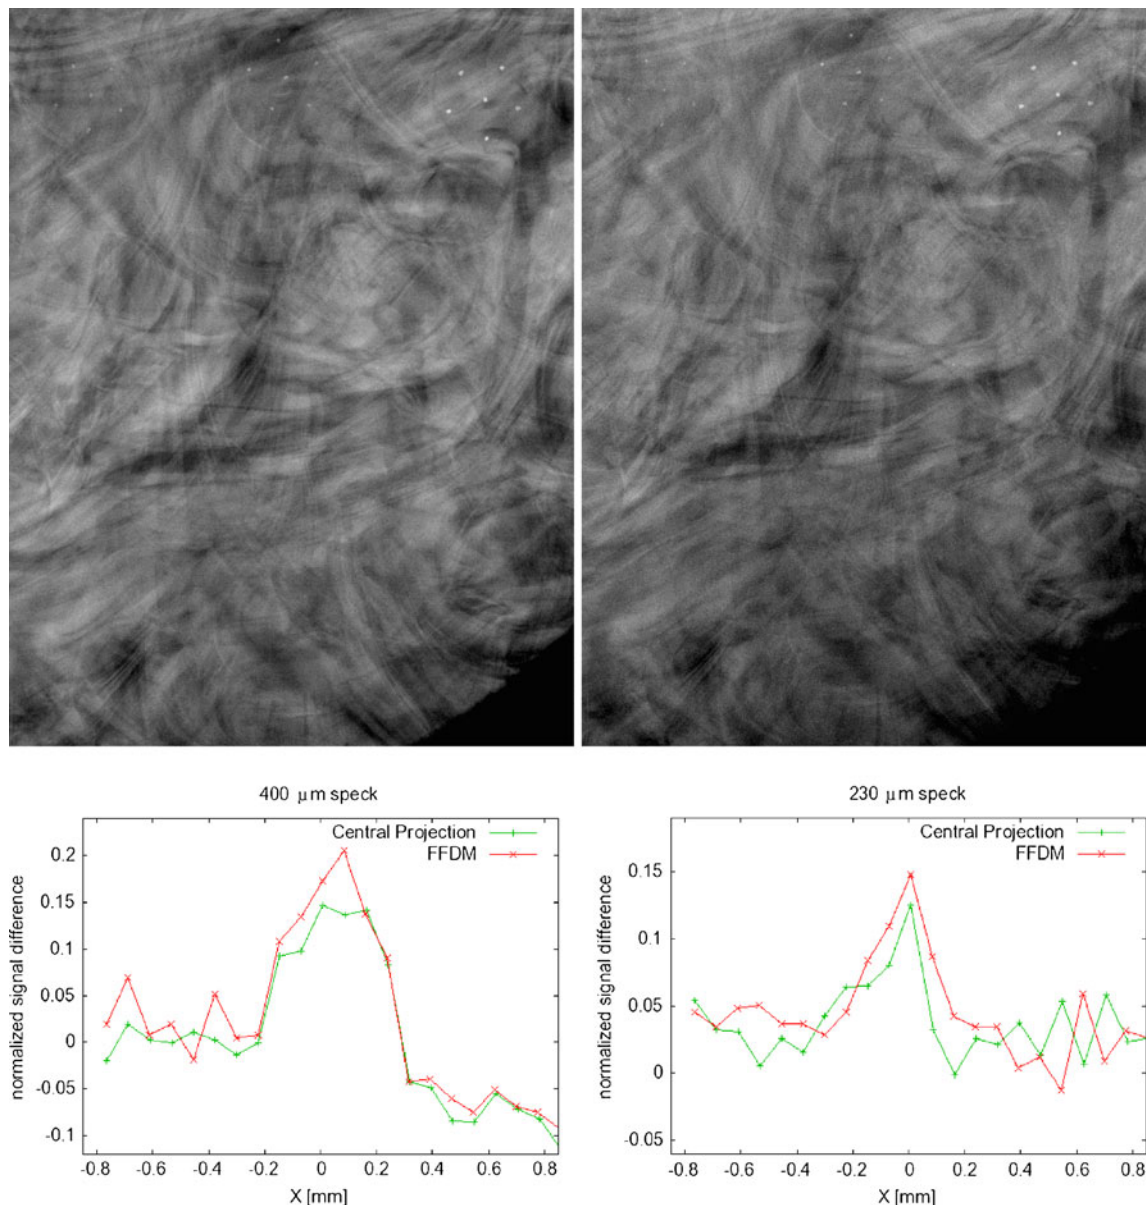 400 μm speck
Central Projection
FFDM
normalized signal difference
0.2
0.15
0.1
0.05
0
-0.05
-0.1
-0.8 -0.6 -0.4 -0.2 0 0.2 0.4 0.6 0.8
X [mm]
230 μm speck
Central Projection
FFDM
normalized signal difference
0.15
0.1
0.05
0
-0.05
-0.8 -0.6 -0.4 -0.2 0 0.2 0.4 0.6 0.8
X [mm]